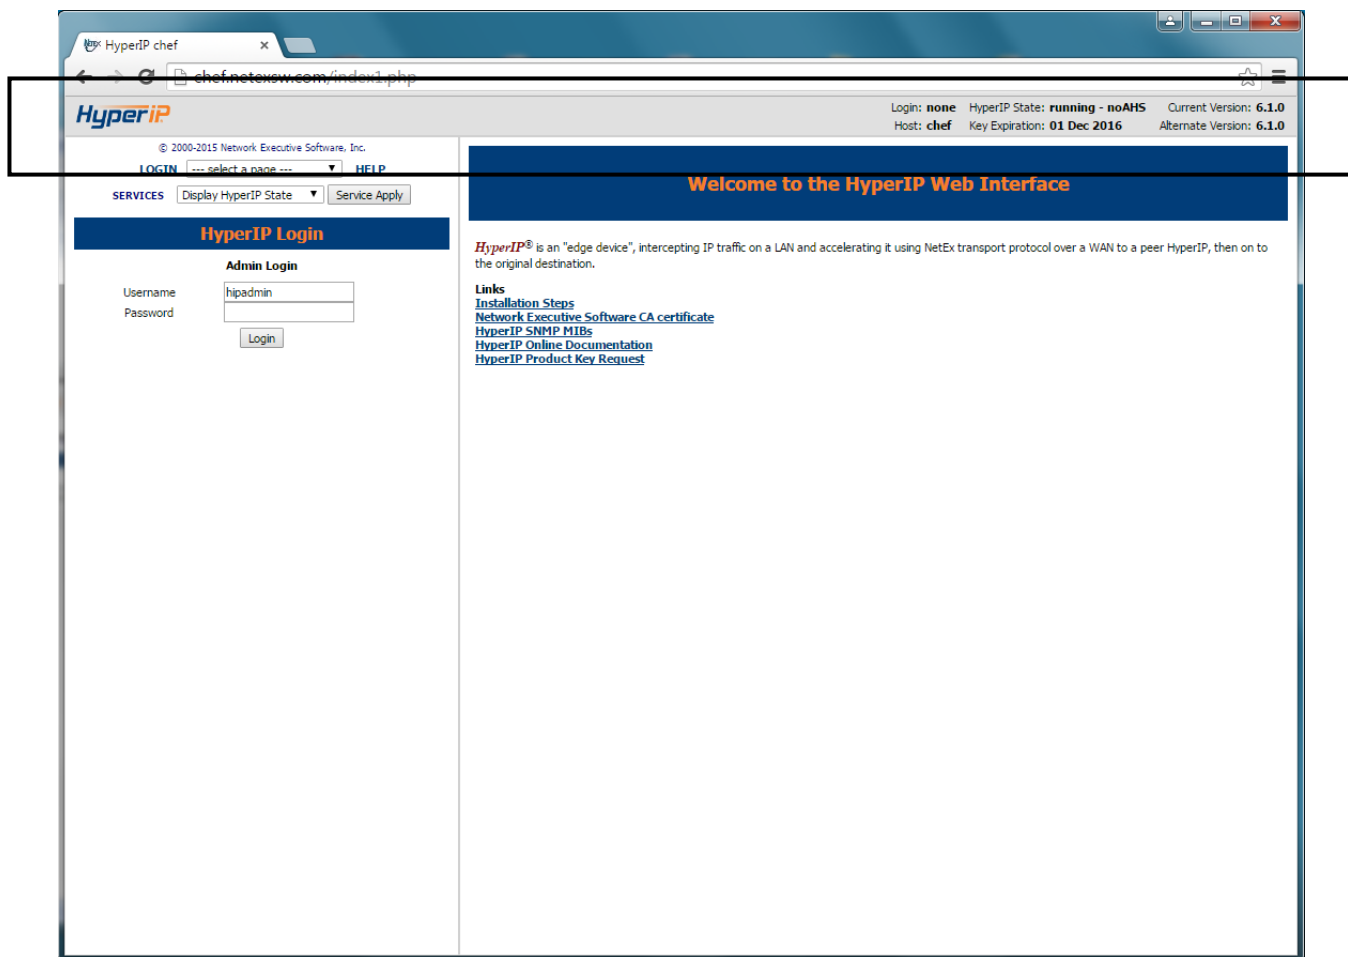 Netex HyperIP chef
chef.netexsw.com/index1.php
HyperIP
Login: none HyperIP State: running - noAHS Current Version: 6.1.0
Host: chef Key Expiration: 01 Dec 2016 Alternate Version: 6.1.0
© 2000-2015 Network Executive Software, Inc.
LOGIN --- select a page --- HELP
SERVICES Display HyperIP State Service Apply
HyperIP Login
Admin Login
Username hipadmin
Password
Login
Welcome to the HyperIP Web Interface
HyperIP® is an "edge device", intercepting IP traffic on a LAN and accelerating it using NetEx transport protocol over a WAN to a peer HyperIP, then on to
the original destination.
Links
Installation Steps
Network Executive Software CA certificate
HyperIP SNMP MIBs
HyperIP Online Documentation
HyperIP Product Key Request